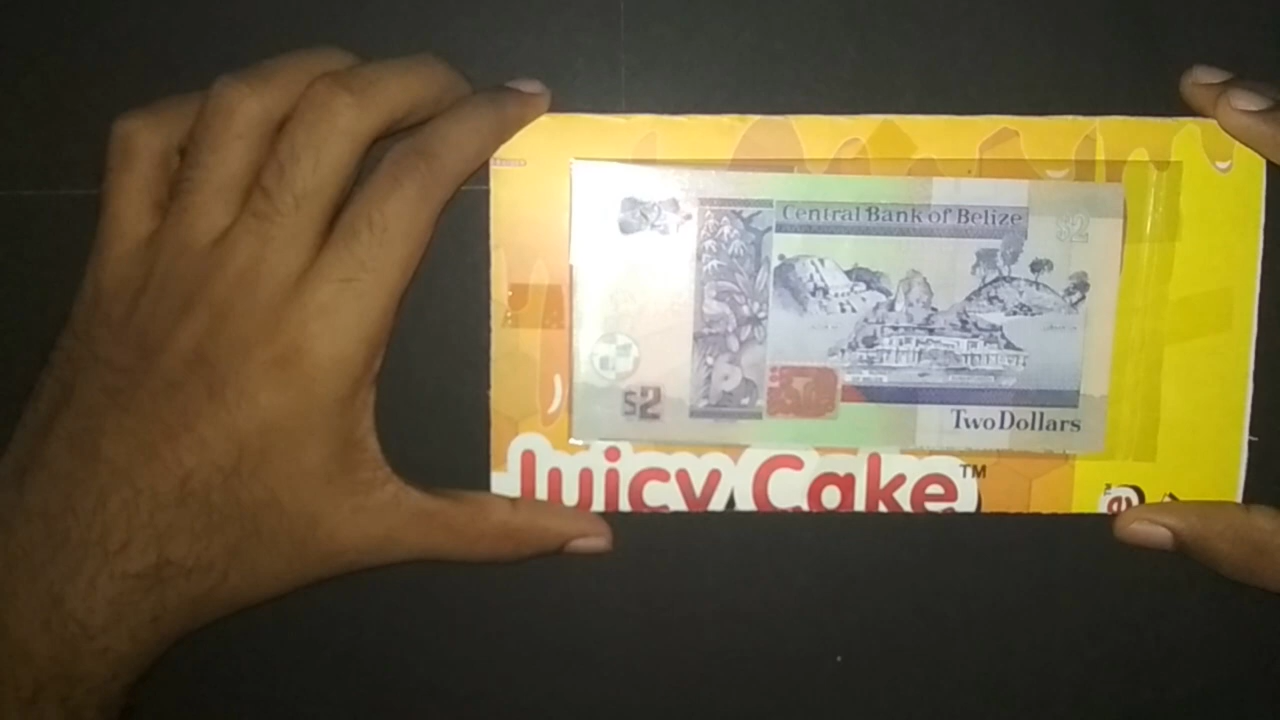 $2
Central Bank of Belize
$2
$2
Two Dollars
Juicy Cake™